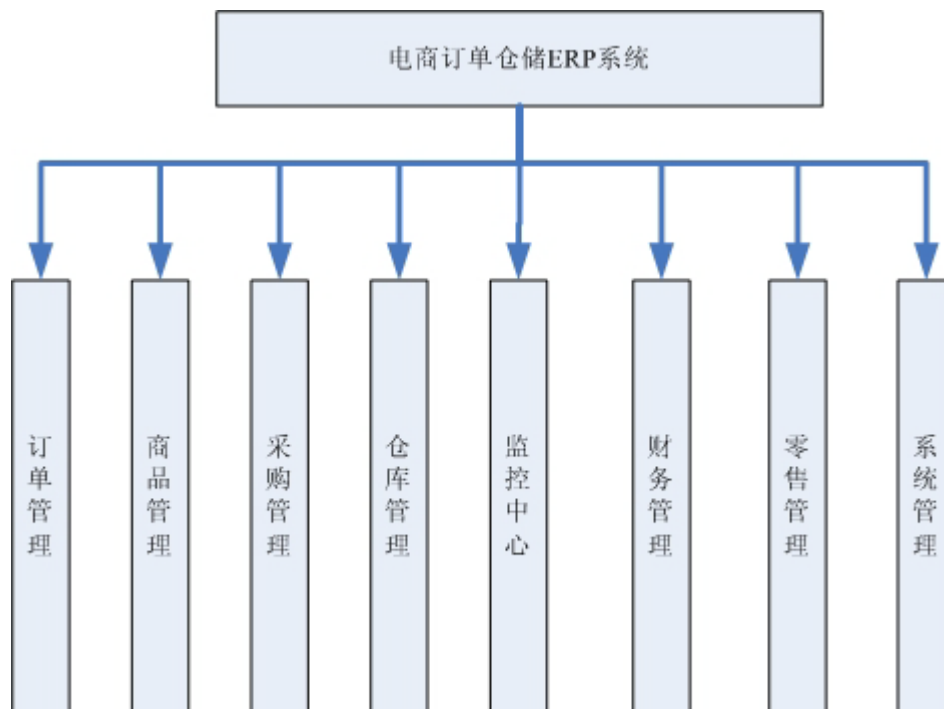 电商订单仓储ERP系统
订单管理
商品管理
采购管理
仓库管理
监控中心
财务管理
零售管理
系统管理